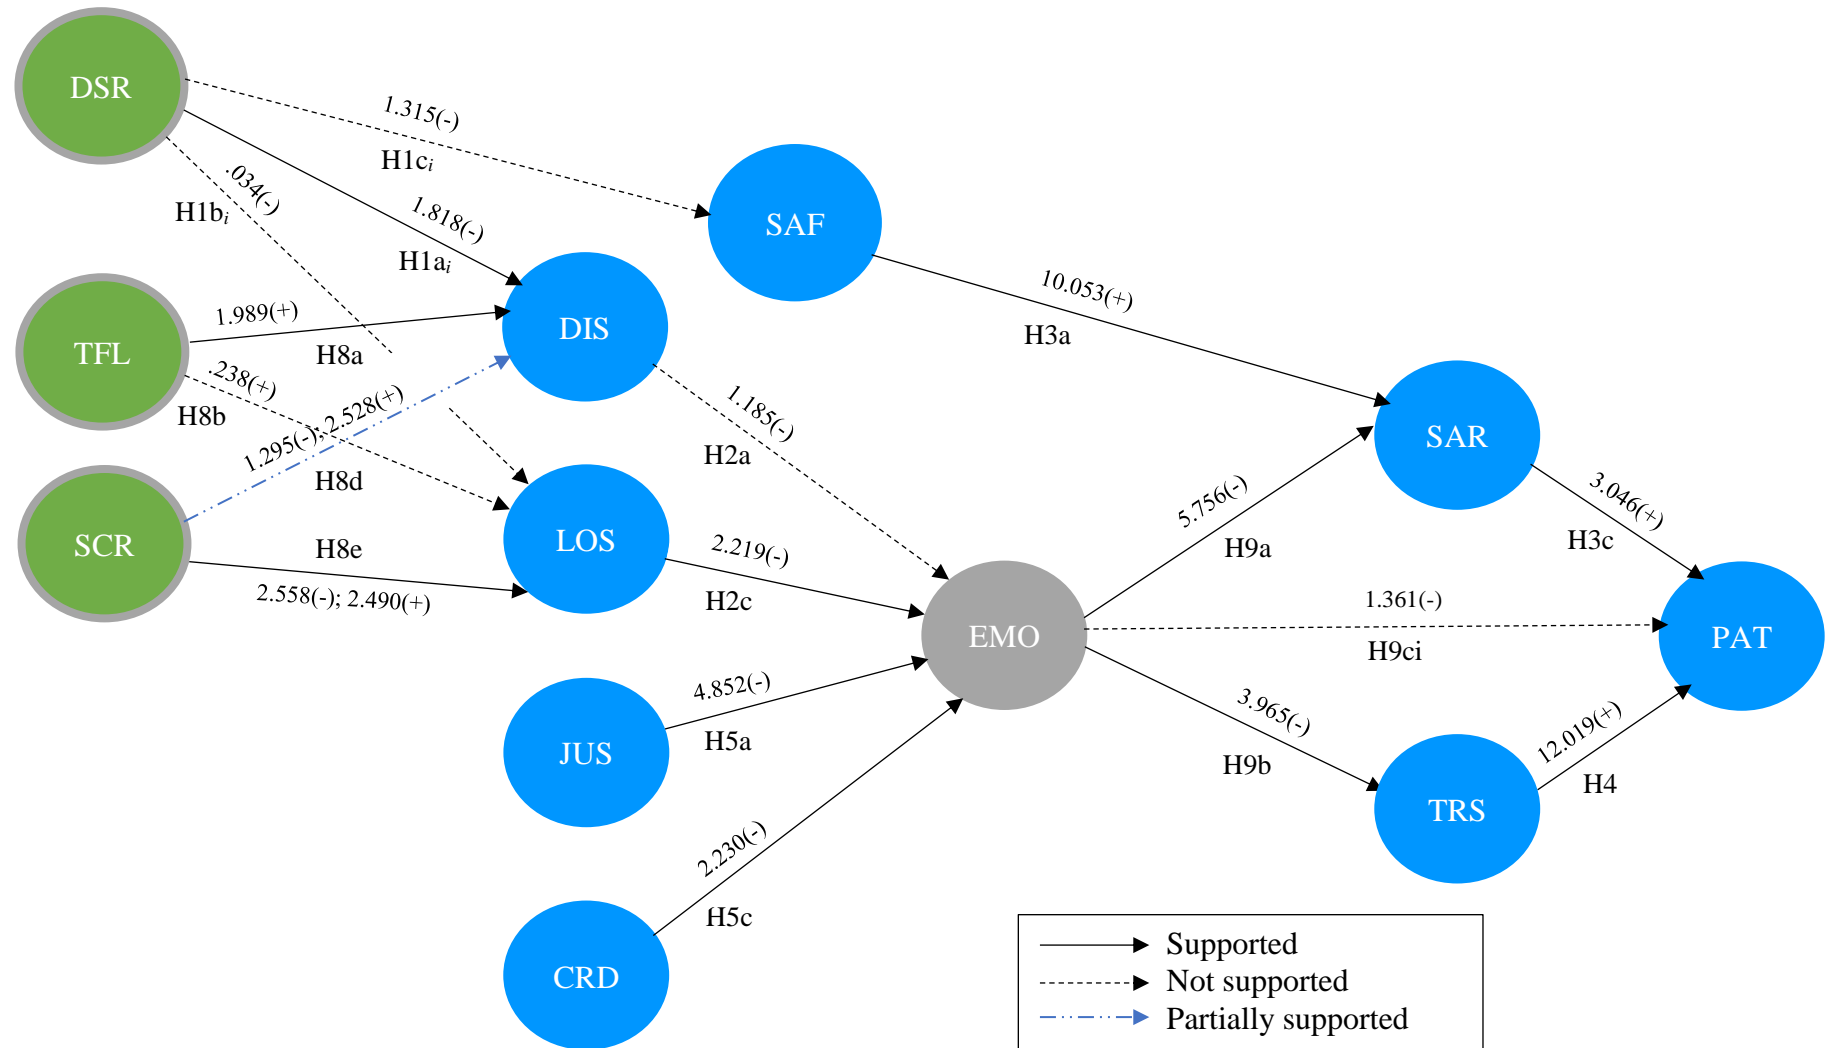 DSR
1.315(-)
H1cᵢ
.034(-)
H1bᵢ
1.818(-)
H1aᵢ
SAF
10.053(+)
H3a
TFL
1.989(+)
H8a
DIS
.238(+)
H8b
1.295(-); 2.528(+)
H8d
1.185(-)
H2a
SAR
5.756(-)
H9a
3.046(+)
H3c
SCR
H8e
2.558(-); 2.490(+)
LOS
2.219(-)
H2c
EMO
1.361(-)
H9ci
PAT
JUS
4.852(-)
H5a
3.965(-)
H9b
12.019(+)
H4
TRS
2.230(-)
H5c
CRD
Supported
Not supported
Partially supported